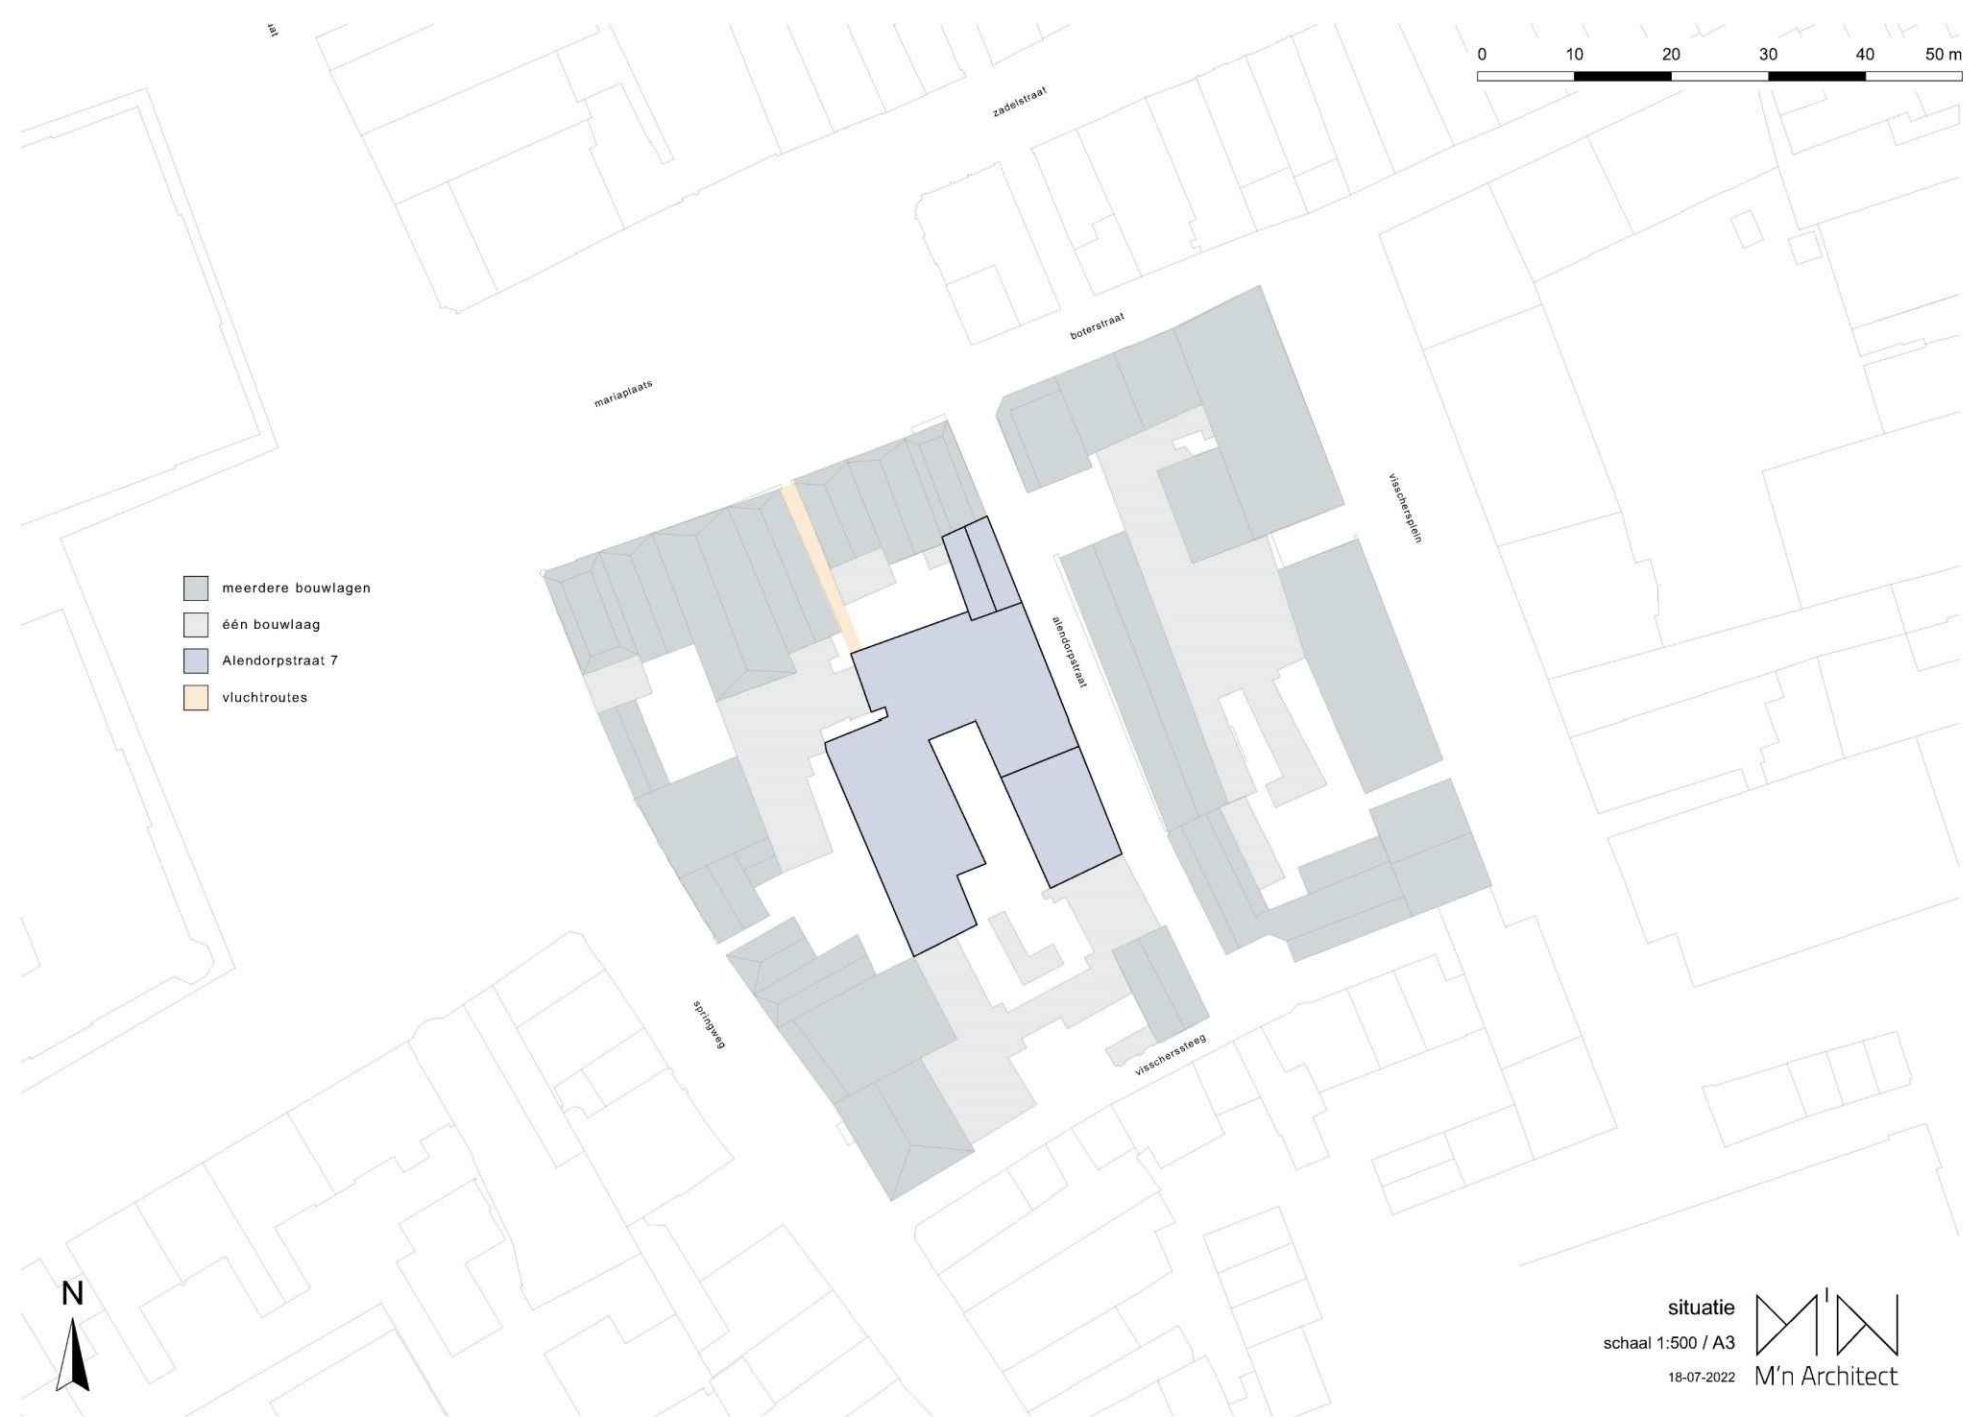 zadelstraat
0 10 20 30 40 50 m
boterstraat
mariaplaats
visschersplein
meerdere bouwlagen
één bouwlaag
Alendorpstraat 7
vluchtroutes
alendorpstraat
springweg
visscherssteeg
N
situatie
schaal 1:500 / A3
18-07-2022
M'N
M'n Architect